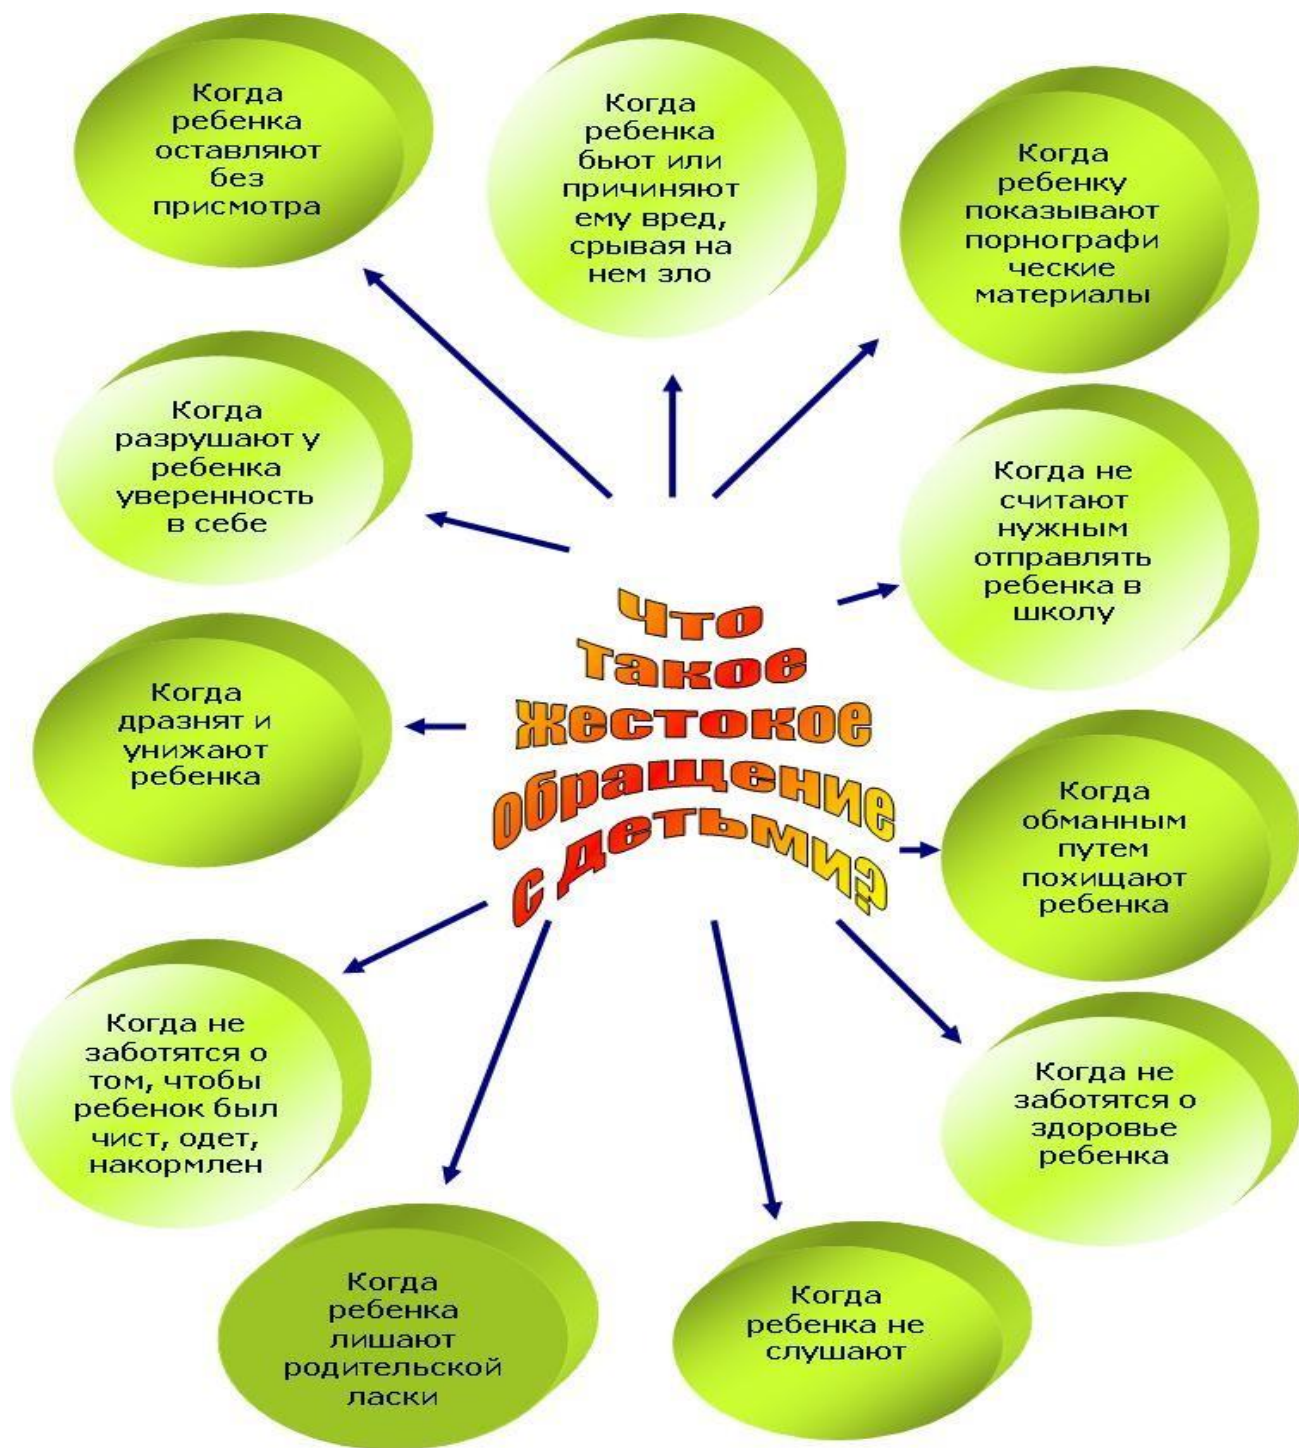 Когда
ребенка
оставляют
без
присмотра
Когда
ребенка
бьют или
причиняют
ему вред,
срывая на
нем зло
Когда
ребенку
показывают
порнографи
ческие
материалы
Когда
разрушают у
ребенка
уверенность
в себе
Когда не
считают
нужным
отправлять
ребенка в
школу
Что
такое
жестокое
обращение
с детьми?
Когда
дразнят и
унижают
ребенка
Когда
обманным
путем
похищают
ребенка
Когда не
заботятся о
том, чтобы
ребенок был
чист, одет,
накормлен
Когда не
заботятся о
здоровье
ребенка
Когда
ребенка
лишают
родительской
ласки
Когда
ребенка не
слушают